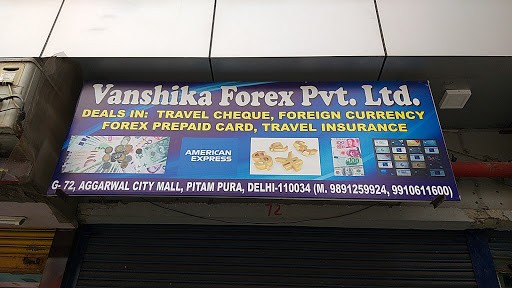 Vanshika Forex Pvt. Ltd.
DEALS IN: TRAVEL CHEQUE, FOREIGN CURRENCY
FOREX PREPAID CARD, TRAVEL INSURANCE
AMERICAN
EXPRESS
G- 72, AGGARWAL CITY MALL, PITAM PURA, DELHI-110034 (M. 9891259924, 9910611600)
72